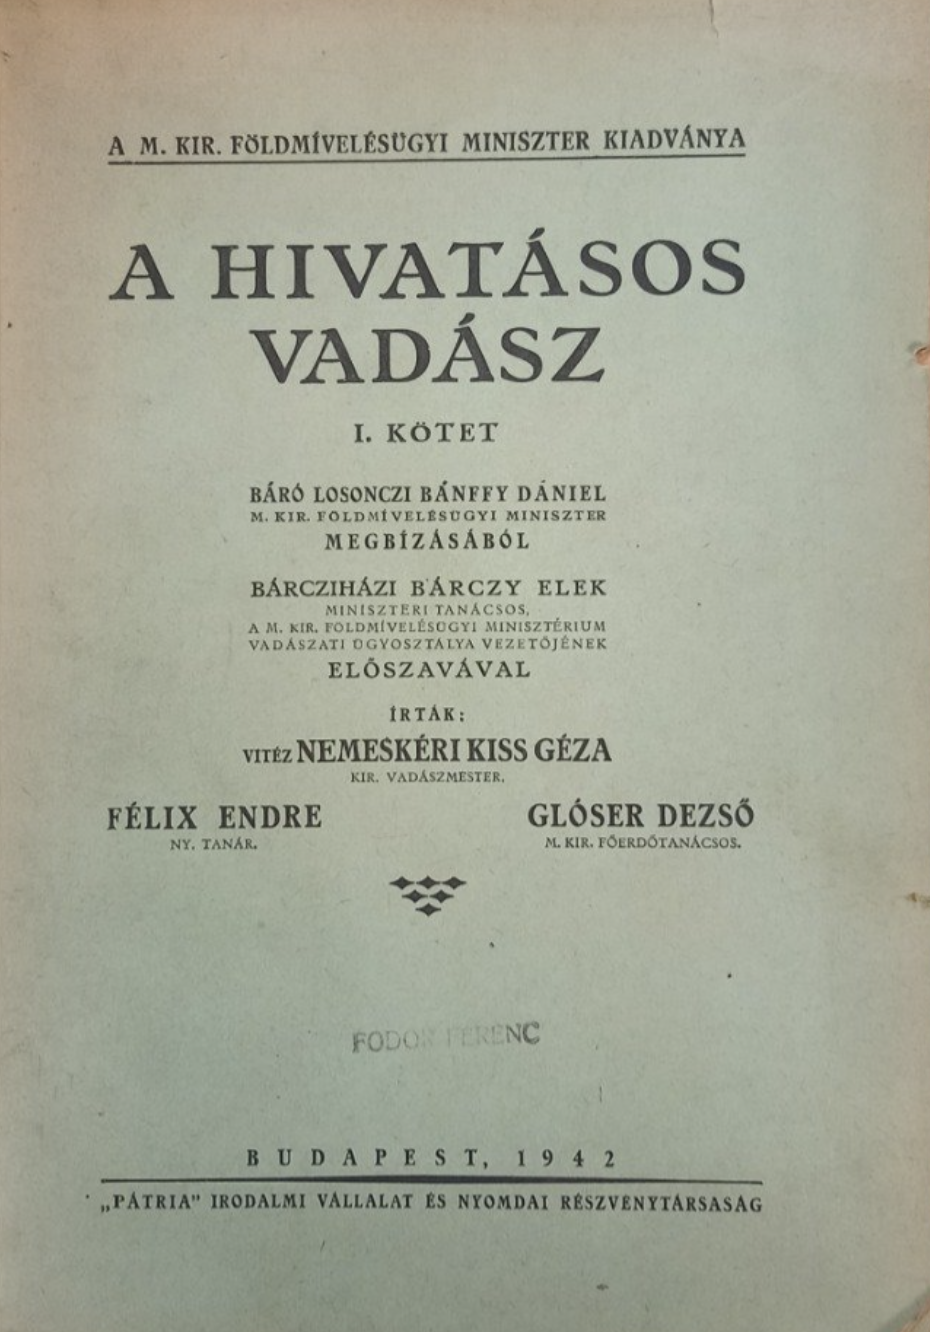 A M. KIR. FÖLDMÍVELÉSÜGYI MINISZTER KIADVÁNYA
A HIVATÁSOS
VADÁSZ
I. KÖTET
BÁRÓ LOSONCZI BÁNFFY DÁNIEL
M. KIR. FÖLDMÍVELÉSÜGYI MINISZTER
MEGBÍZÁSÁBÓL
BÁRCZIHÁZI BÁRCZY ELEK
MINISZTERI TANÁCSOS,
A M. KIR. FÖLDMÍVELÉSÜGYI MINISZTÉRIUM
VADÁSZATI ÜGYOSZTÁLYA VEZETŐJÉNEK
ELŐSZAVÁVAL
ÍRTÁK:
VITÉZ NEMESKÉRI KISS GÉZA
KIR. VADÁSZMESTER.
FÉLIX ENDRE GLÓSER DEZSŐ
NY. TANÁR. M. KIR. FŐERDŐTANÁCSOS.
FODOR FERENC
BUDAPEST, 1942
„PÁTRIA" IRODALMI VÁLLALAT ÉS NYOMDAI RÉSZVÉNYTÁRSASÁG